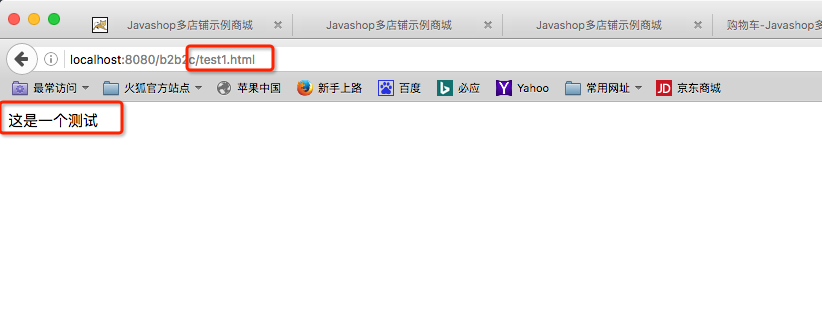 Javashop多店铺示例商城 Javashop多店铺示例商城 Javashop多店铺示例商城 购物车-Javashop多
localhost:8080/b2b2c/test1.html
最常访问 火狐官方站点 苹果中国 新手上路 百度 必应 Yahoo 常用网址 JD 京东商城
这是一个测试